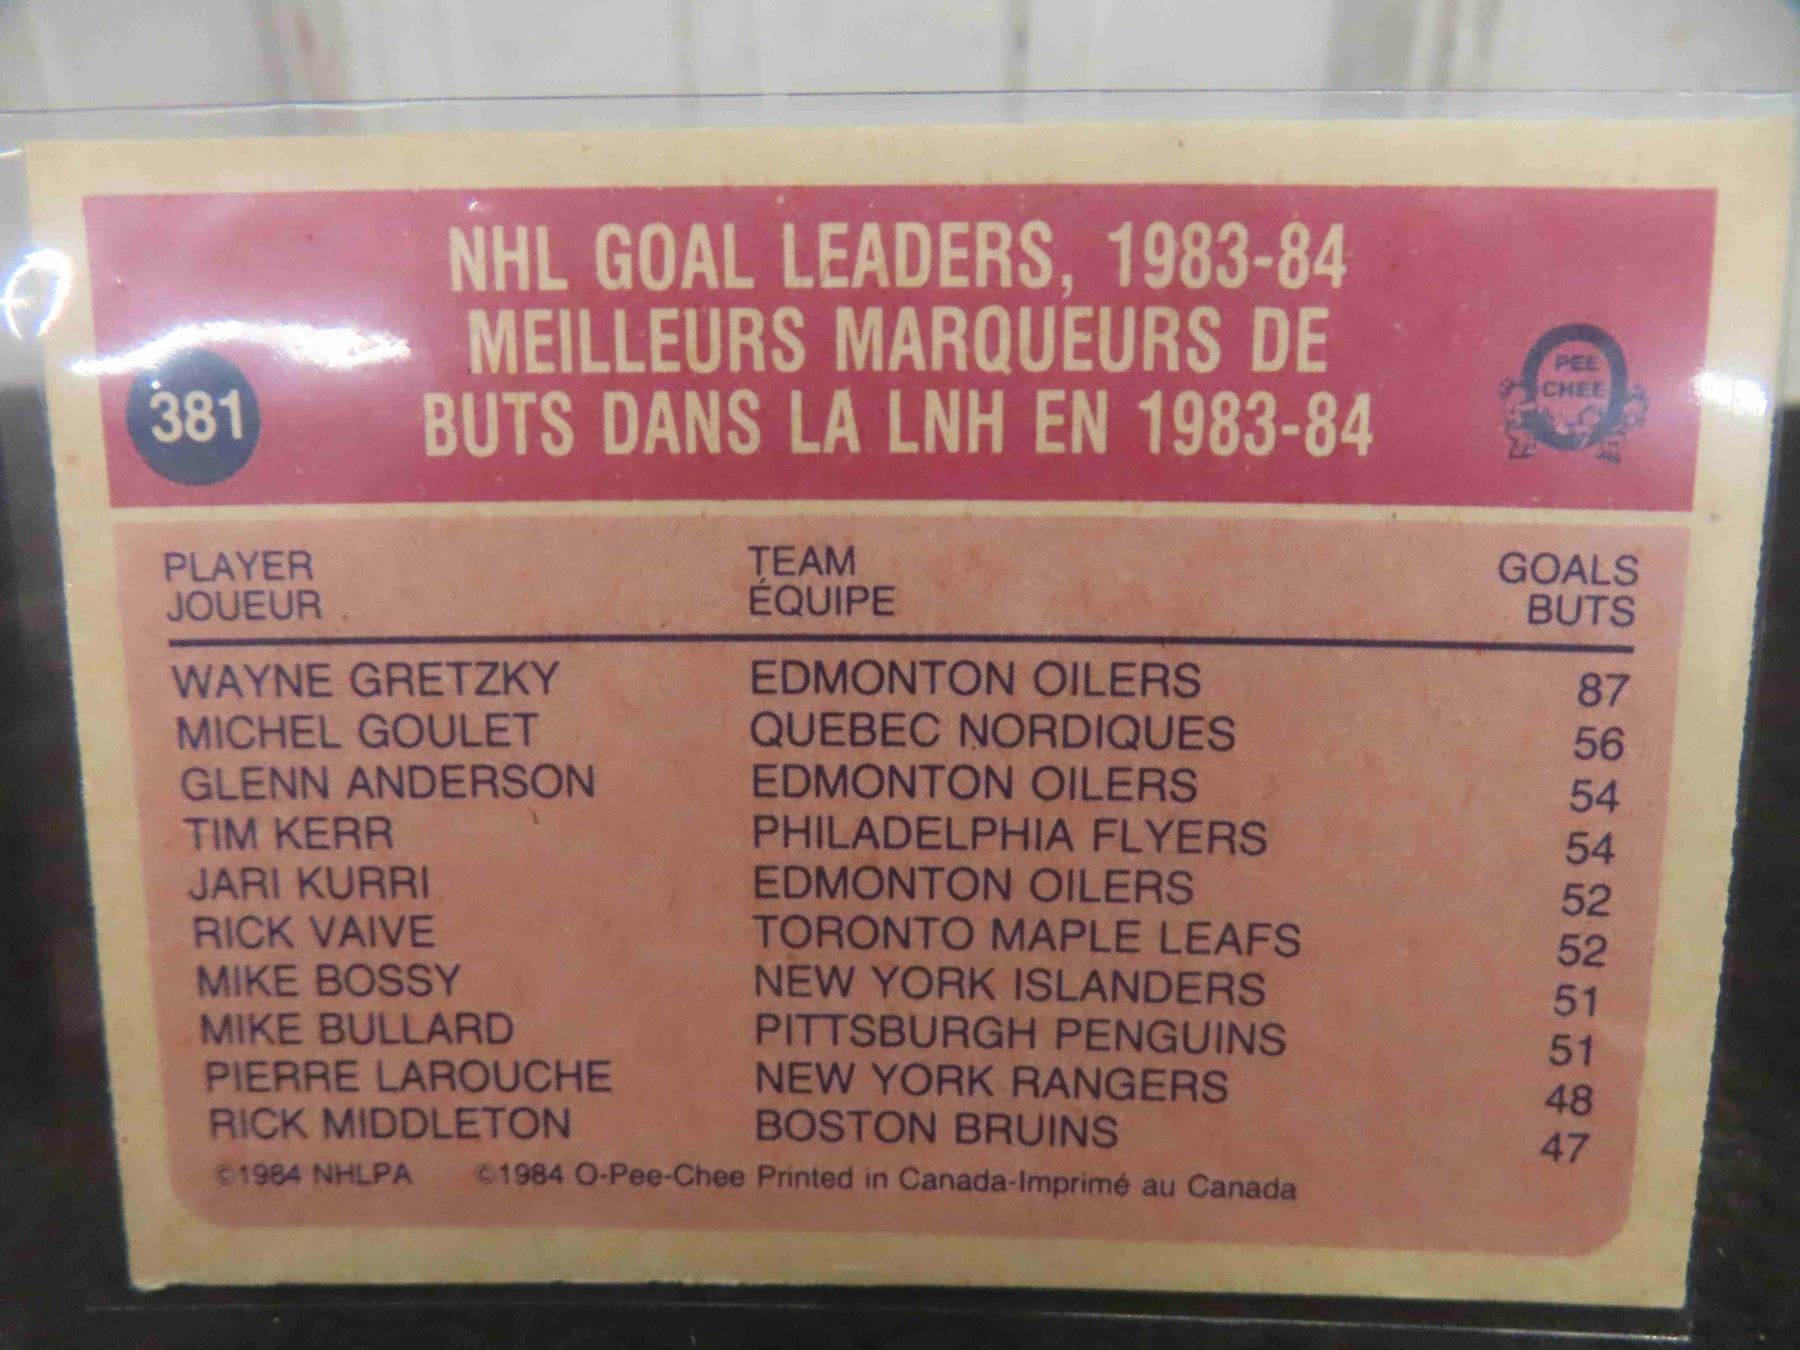 NHL GOAL LEADERS, 1983-84
MEILLEURS MARQUEURS DE
BUTS DANS LA LNH EN 1983-84
381
PEE
CHEE
PLAYER TEAM GOALS
JOUEUR ÉQUIPE BUTS
WAYNE GRETZKY EDMONTON OILERS 87
MICHEL GOULET QUEBEC NORDIQUES 56
GLENN ANDERSON EDMONTON OILERS 54
TIM KERR PHILADELPHIA FLYERS 54
JARI KURRI EDMONTON OILERS 52
RICK VAIVE TORONTO MAPLE LEAFS 52
MIKE BOSSY NEW YORK ISLANDERS 51
MIKE BULLARD PITTSBURGH PENGUINS 51
PIERRE LAROUCHE NEW YORK RANGERS 48
RICK MIDDLETON BOSTON BRUINS 47
©1984 NHLPA ©1984 O-Pee-Chee Printed in Canada-Imprimé au Canada